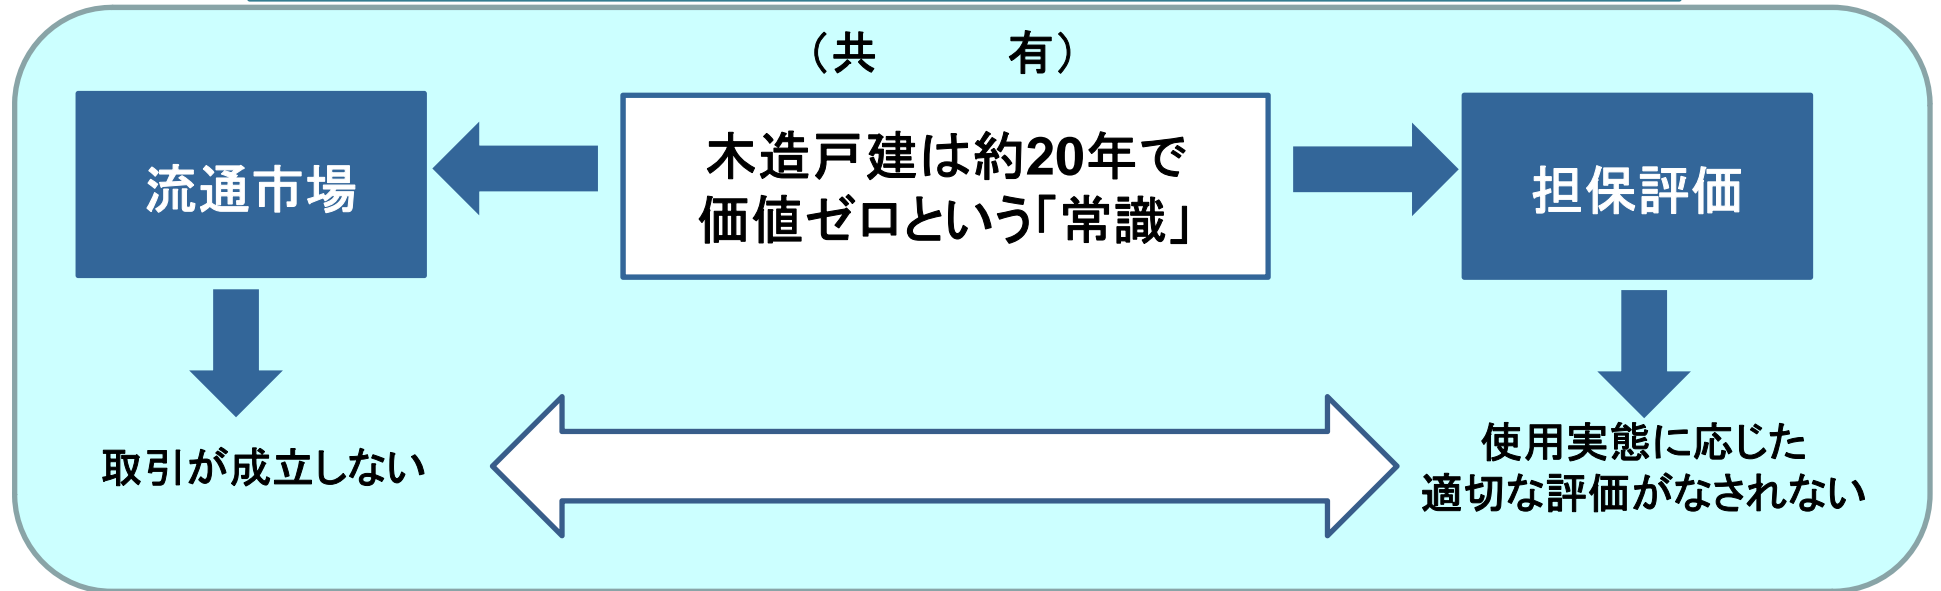 （共　　　有）
木造戸建は約20年で
価値ゼロという「常識」
流通市場
担保評価
取引が成立しない
使用実態に応じた
適切な評価がなされない